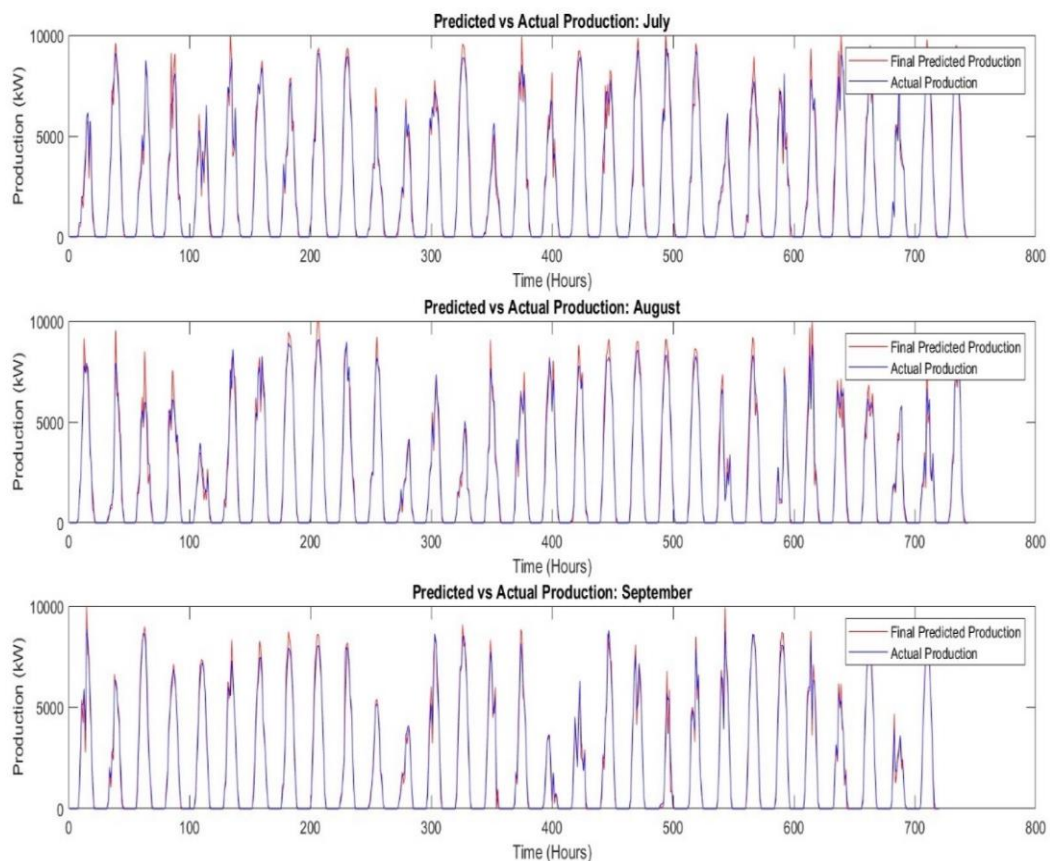 Predicted vs Actual Production: July
10000
5000
0
Production (kW)
Final Predicted Production
Actual Production
0 100 200 300 400 500 600 700 800
Time (Hours)
Predicted vs Actual Production: August
10000
5000
0
Production (kW)
Final Predicted Production
Actual Production
0 100 200 300 400 500 600 700 800
Time (Hours)
Predicted vs Actual Production: September
10000
5000
0
Production (kW)
Final Predicted Production
Actual Production
0 100 200 300 400 500 600 700 800
Time (Hours)